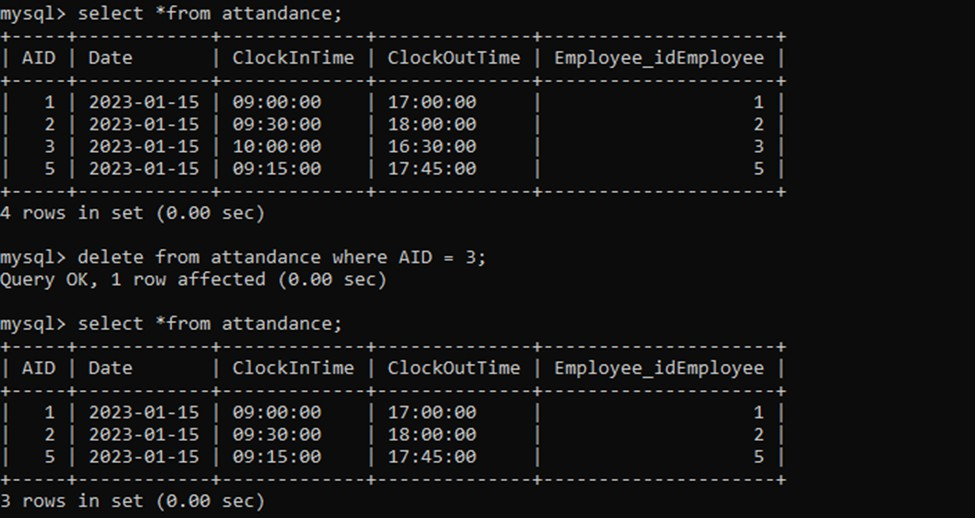 mysql> select *from attandance;
+-----+------------+--------------+---------------+---------------------+
| AID | Date       | ClockInTime | ClockOutTime | Employee_idEmployee |
+-----+------------+--------------+---------------+---------------------+
| 1 | 2023-01-15 | 09:00:00 | 17:00:00 | 1 |
| 2 | 2023-01-15 | 09:30:00 | 18:00:00 | 2 |
| 3 | 2023-01-15 | 10:00:00 | 16:30:00 | 3 |
| 5 | 2023-01-15 | 09:15:00 | 17:45:00 | 5 |
+-----+------------+--------------+---------------+---------------------+
4 rows in set (0.00 sec)
mysql> delete from attandance where AID = 3;
Query OK, 1 row affected (0.00 sec)
mysql> select *from attandance;
+-----+------------+--------------+---------------+---------------------+
| AID | Date       | ClockInTime | ClockOutTime | Employee_idEmployee |
+-----+------------+--------------+---------------+---------------------+
| 1 | 2023-01-15 | 09:00:00 | 17:00:00 | 1 |
| 2 | 2023-01-15 | 09:30:00 | 18:00:00 | 2 |
| 5 | 2023-01-15 | 09:15:00 | 17:45:00 | 5 |
+-----+------------+--------------+---------------+---------------------+
3 rows in set (0.00 sec)